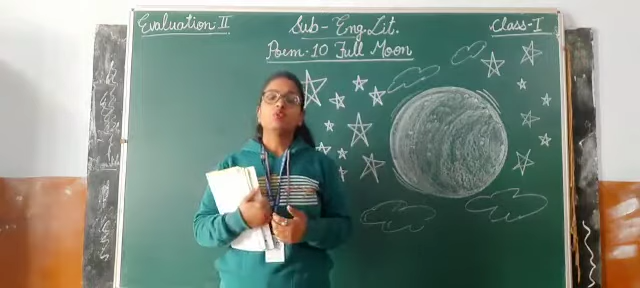 Evaluation-II
Sub- Eng. Lit.
Class-I
Poem-10 Full Moon